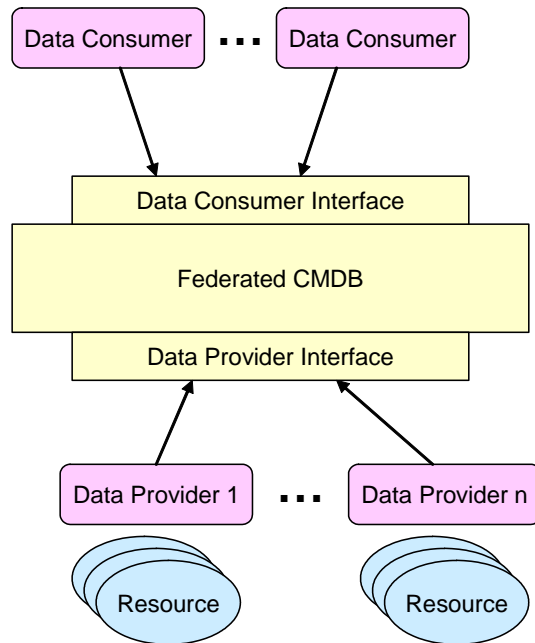 Data Consumer ... Data Consumer
Data Consumer Interface
Federated CMDB
Data Provider Interface
Data Provider 1 ... Data Provider n
Resource Resource